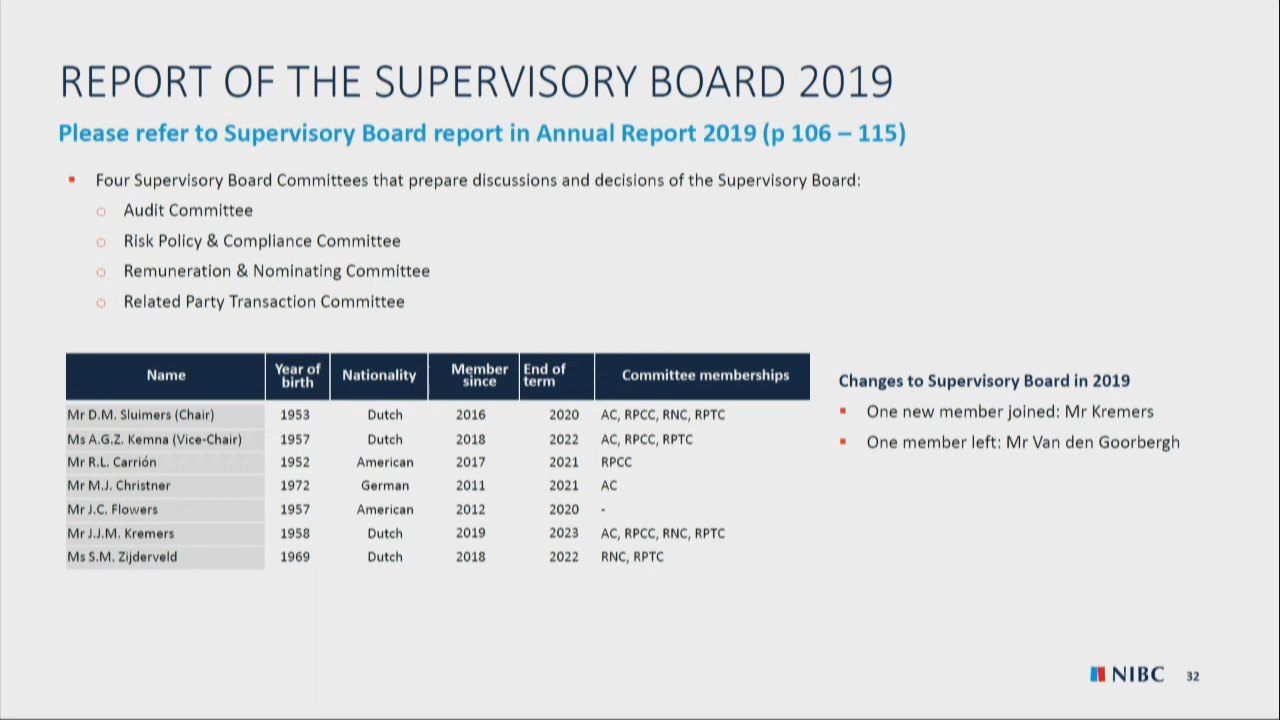 REPORT OF THE SUPERVISORY BOARD 2019
Please refer to Supervisory Board report in Annual Report 2019 (p 106 – 115)
Four Supervisory Board Committees that prepare discussions and decisions of the Supervisory Board:
Audit Committee
Risk Policy & Compliance Committee
Remuneration & Nominating Committee
Related Party Transaction Committee
Name Year of birth Nationality Member since End of term Committee memberships
Mr D.M. Sluimers (Chair) 1953 Dutch 2016 2020 AC, RPCC, RNC, RPTC
Ms A.G.Z. Kemna (Vice-Chair) 1957 Dutch 2018 2022 AC, RPCC, RPTC
Mr R.L. Carrión 1952 American 2017 2021 RPCC
Mr M.J. Christner 1972 German 2011 2021 AC
Mr J.C. Flowers 1957 American 2012 2020 -
Mr J.J.M. Kremers 1958 Dutch 2019 2023 AC, RPCC, RNC, RPTC
Ms S.M. Zijderveld 1969 Dutch 2018 2022 RNC, RPTC
Changes to Supervisory Board in 2019
One new member joined: Mr Kremers
One member left: Mr Van den Goorbergh
NIBC 32